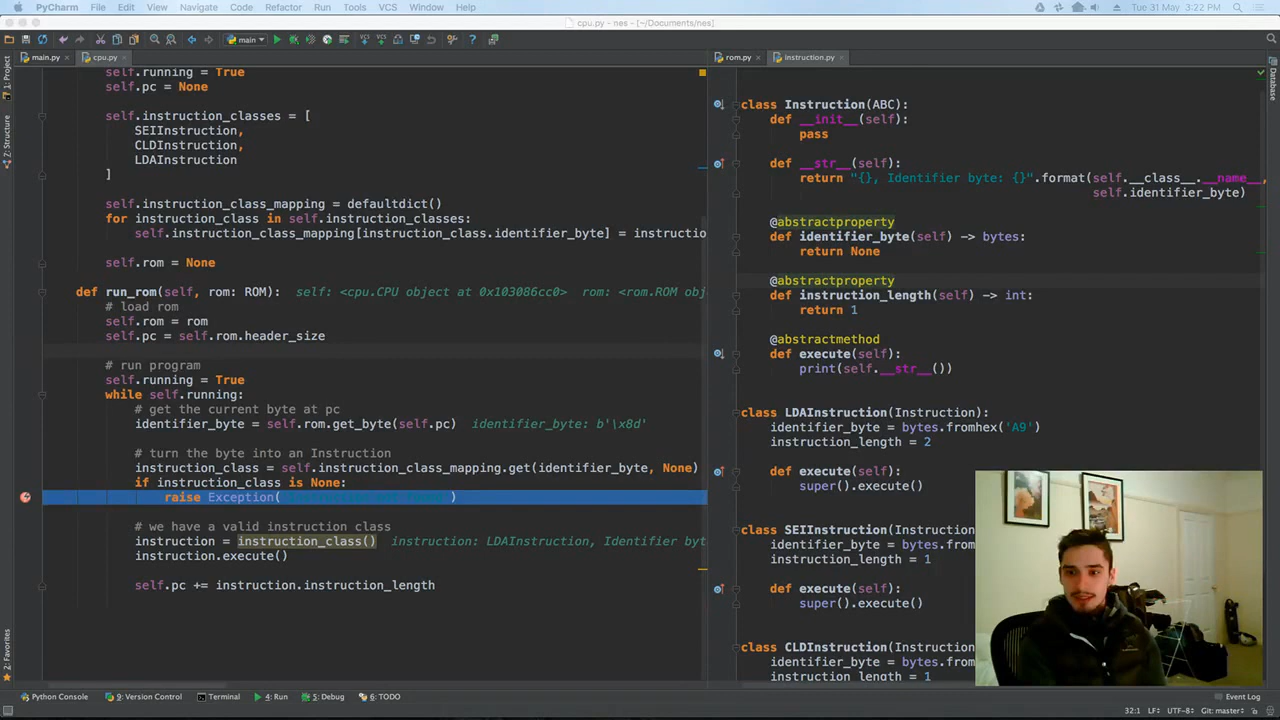 PyCharm File Edit View Navigate Code Refactor Run Tools VCS Window Help
Tue 31 May 3:22 PM
cpu.py - nes - [~/Documents/nes]
main
main.py
cpu.py
rom.py
instruction.py
1: Project
Z: Structure
2: Favorites
Database
self.running = True
self.pc = None
self.instruction_classes = [
SEIInstruction,
CLDInstruction,
LDAInstruction
]
self.instruction_class_mapping = defaultdict()
for instruction_class in self.instruction_classes:
self.instruction_class_mapping[instruction_class.identifier_byte] = instructio
self.rom = None
def run_rom(self, rom: ROM): self: <cpu.CPU object at 0x103086cc0> rom: <rom.ROM obj
# load rom
self.rom = rom
self.pc = self.rom.header_size
# run program
self.running = True
while self.running:
# get the current byte at pc
identifier_byte = self.rom.get_byte(self.pc) identifier_byte: b'\x8d'
# turn the byte into an Instruction
instruction_class = self.instruction_class_mapping.get(identifier_byte, None)
if instruction_class is None:
raise Exception('Instruction not found')
# we have a valid instruction class
instruction = instruction_class() instruction: LDAInstruction, Identifier byt
instruction.execute()
self.pc += instruction.instruction_length
class Instruction(ABC):
def __init__(self):
pass
def __str__(self):
return "{}, Identifier byte: {}".format(self.__class__.__name__,
self.identifier_byte)
@abstractproperty
def identifier_byte(self) -> bytes:
return None
@abstractproperty
def instruction_length(self) -> int:
return 1
@abstractmethod
def execute(self):
print(self.__str__())
class LDAInstruction(Instruction):
identifier_byte = bytes.fromhex('A9')
instruction_length = 2
def execute(self):
super().execute()
class SEIInstruction(Instruction
identifier_byte = bytes.from
instruction_length = 1
def execute(self):
super().execute()
class CLDInstruction(Instruction
identifier_byte = bytes.from
instruction_length = 1
Python Console 9: Version Control Terminal 4: Run 5: Debug 6: TODO
Event Log
32:1 LF÷ UTF-8÷ Git: master÷